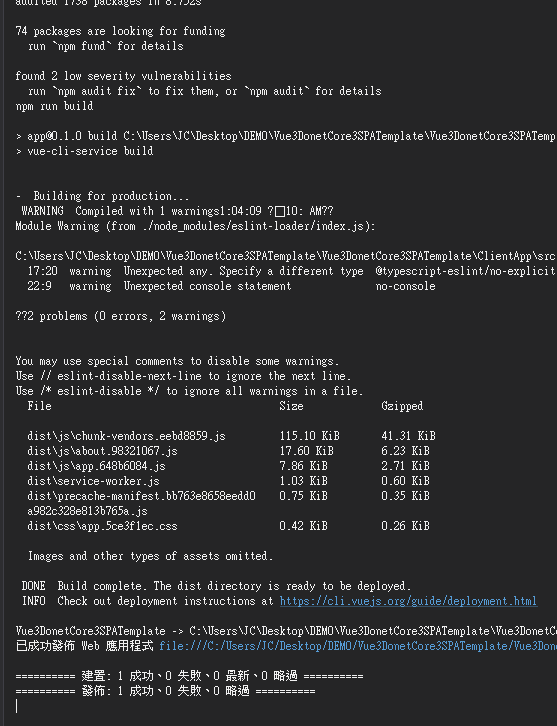 audited 1738 packages in 8.752s
74 packages are looking for funding
run `npm fund` for details
found 2 low severity vulnerabilities
run `npm audit fix` to fix them, or `npm audit` for details
npm run build
> app@0.1.0 build C:\Users\JC\Desktop\DEMO\Vue3DonetCore3SPATemplate\Vue3DonetCore3SPATemp
> vue-cli-service build
-  Building for production...
WARNING  Compiled with 1 warnings1:04:09 ?□10: AM??
Module Warning (from ./node_modules/eslint-loader/index.js):
C:\Users\JC\Desktop\DEMO\Vue3DonetCore3SPATemplate\Vue3DonetCore3SPATemplate\ClientApp\src
17:20  warning  Unexpected any. Specify a different type  @typescript-eslint/no-explicit
22:9   warning  Unexpected console statement              no-console
??2 problems (0 errors, 2 warnings)
You may use special comments to disable some warnings.
Use // eslint-disable-next-line to ignore the next line.
Use /* eslint-disable */ to ignore all warnings in a file.
File                                      Size             Gzipped
dist\js\chunk-vendors.eebd8859.js         115.10 KiB       41.31 KiB
dist\js\about.98321067.js                 17.60 KiB        6.23 KiB
dist\js\app.648b6084.js                   7.86 KiB         2.71 KiB
dist\service-worker.js                    1.03 KiB         0.60 KiB
dist\precache-manifest.bb763e8658eedd0    0.75 KiB         0.35 KiB
a982c328e813b765a.js
dist\css\app.5ce3f1ec.css                 0.42 KiB         0.26 KiB
Images and other types of assets omitted.
DONE  Build complete. The dist directory is ready to be deployed.
INFO  Check out deployment instructions at https://cli.vuejs.org/guide/deployment.html
Vue3DonetCore3SPATemplate -> C:\Users\JC\Desktop\DEMO\Vue3DonetCore3SPATemplate\Vue3DonetC
已成功發佈 Web 應用程式 file:///C:/Users/JC/Desktop/DEMO/Vue3DonetCore3SPATemplate/Vue3Done
========== 建置: 1 成功、0 失敗、0 最新、0 略過 ==========
========== 發佈: 1 成功、0 失敗、0 略過 ==========